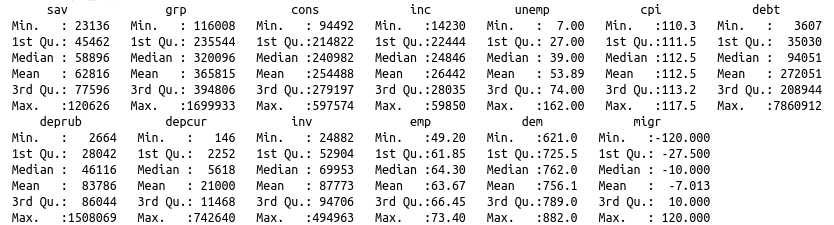 sav grp cons inc unemp cpi debt
Min. : 23136 Min. : 116008 Min. : 94492 Min. :14230 Min. : 7.00 Min. :110.3 Min. : 3607
1st Qu.: 45462 1st Qu.: 235544 1st Qu.:214822 1st Qu.:22444 1st Qu.: 27.00 1st Qu.:111.5 1st Qu.: 35030
Median : 58896 Median : 320096 Median :240982 Median :24846 Median : 39.00 Median :112.5 Median : 94051
Mean : 62816 Mean : 365815 Mean :254488 Mean :26442 Mean : 53.89 Mean :112.5 Mean : 272051
3rd Qu.: 77596 3rd Qu.: 394806 3rd Qu.:279197 3rd Qu.:28035 3rd Qu.: 74.00 3rd Qu.:113.2 3rd Qu.: 208944
Max. :120626 Max. :1699933 Max. :597574 Max. :59850 Max. :162.00 Max. :117.5 Max. :7860912
deprub depcur inv emp dem migr
Min. : 2664 Min. : 146 Min. : 24882 Min. :49.20 Min. :621.0 Min. :-120.000
1st Qu.: 28042 1st Qu.: 2252 1st Qu.: 52904 1st Qu.:61.85 1st Qu.:725.5 1st Qu.: -27.500
Median : 46116 Median : 5618 Median : 69953 Median :64.30 Median :762.0 Median : -10.000
Mean : 83786 Mean : 21000 Mean : 87773 Mean :63.67 Mean :756.1 Mean : -7.013
3rd Qu.: 86044 3rd Qu.: 11468 3rd Qu.: 94706 3rd Qu.:66.45 3rd Qu.:789.0 3rd Qu.: 10.000
Max. :1508069 Max. :742640 Max. :494963 Max. :73.40 Max. :882.0 Max. : 120.000